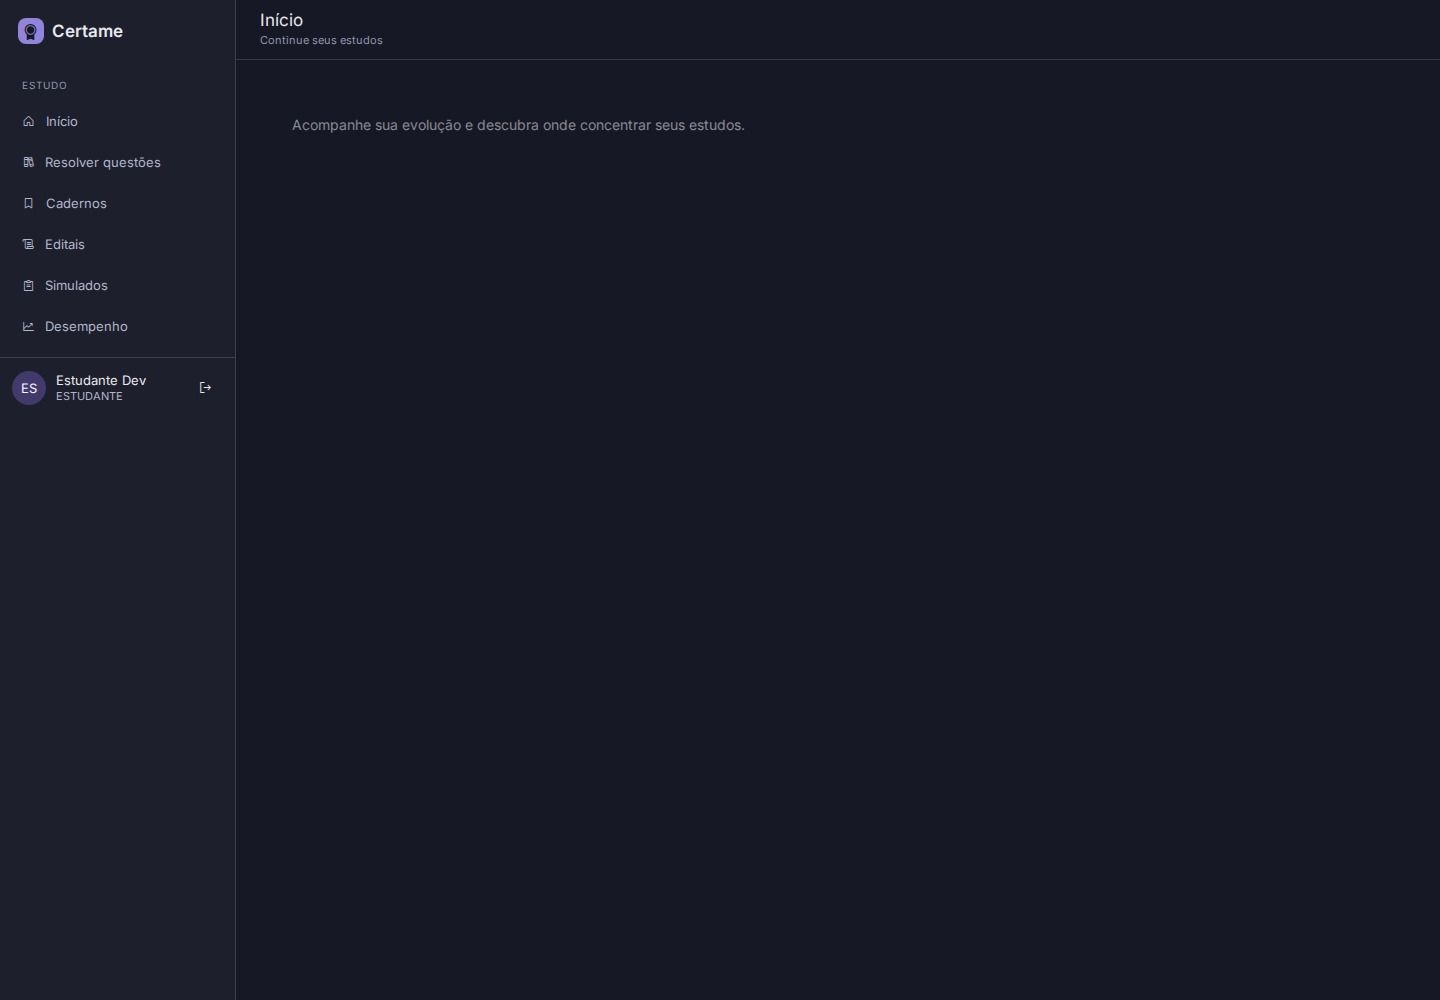 Certame
ESTUDO
Início
Resolver questões
Cadernos
Editais
Simulados
Desempenho
ES
Estudante Dev
ESTUDANTE
Início
Continue seus estudos
Acompanhe sua evolução e descubra onde concentrar seus estudos.